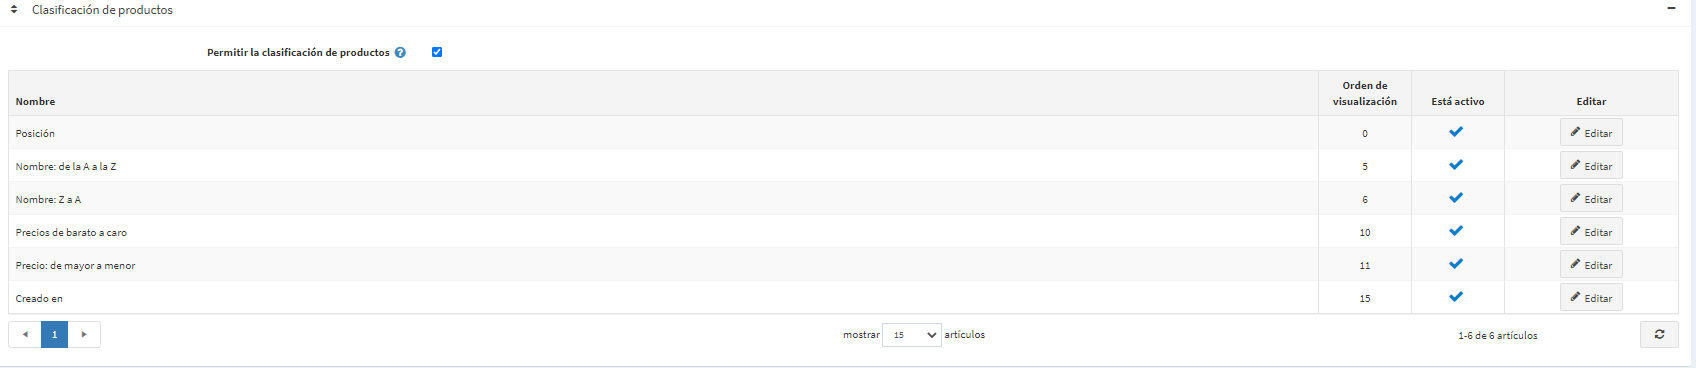 Clasificación de productos
Permitir la clasificación de productos
Nombre Orden de visualización Está activo Editar
Posición 0 Editar
Nombre: de la A a la Z 5 Editar
Nombre: Z a A 6 Editar
Precios de barato a caro 10 Editar
Precio: de mayor a menor 11 Editar
Creado en 15 Editar
1 mostrar 15 artículos 1-6 de 6 artículos